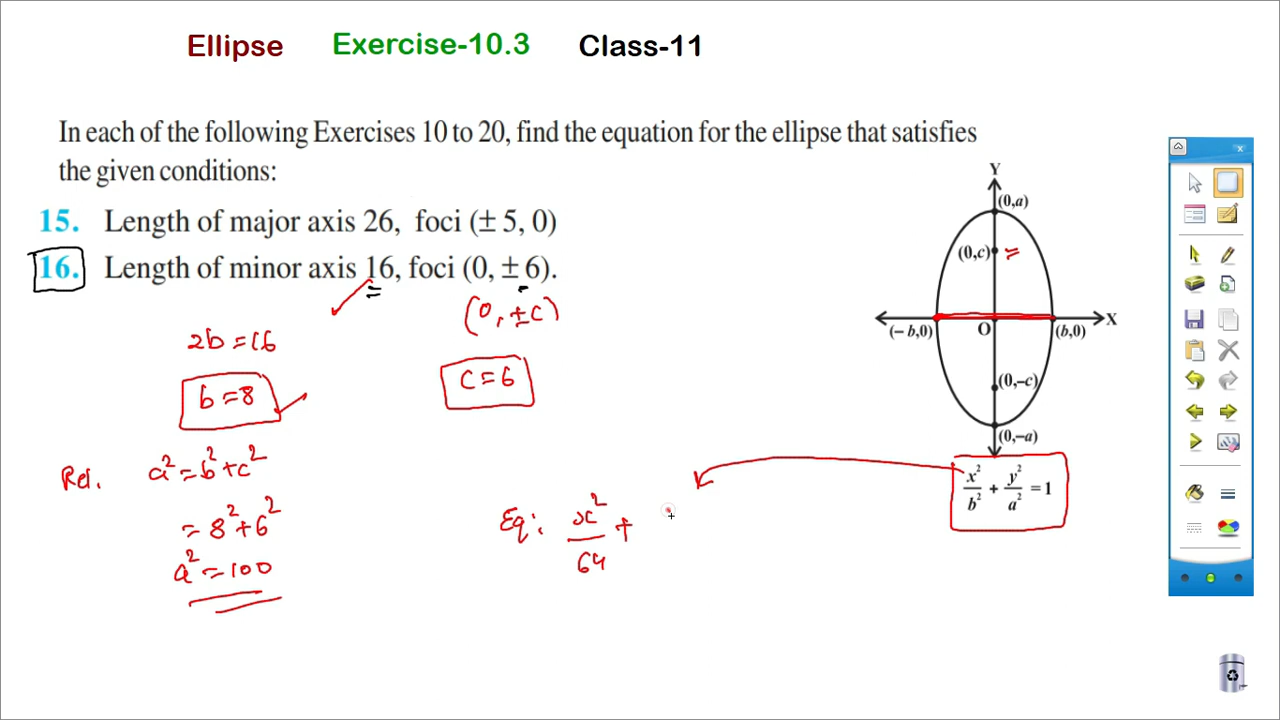 Ellipse Exercise-10.3 Class-11
In each of the following Exercises 10 to 20, find the equation for the ellipse that satisfies
the given conditions:
15. Length of major axis 26, foci (± 5, 0)
16. Length of minor axis 16, foci (0, ± 6).
(0, ±c)
2b = 16
b = 8
c = 6
Rel. a² = b² + c²
= 8² + 6²
a² = 100
Eq: x²/64 +
Y
(0,a)
(0,c)
X
(– b,0) O (b,0)
(0,–c)
(0,–a)
x²/b² + y²/a² = 1